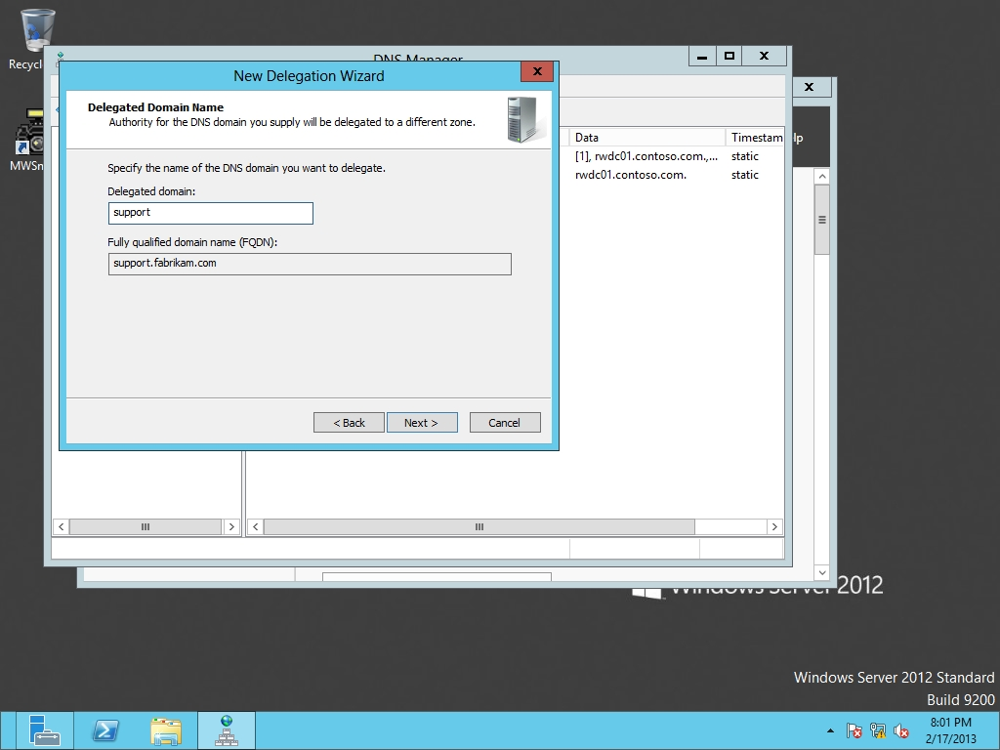 Recycl
MWSn
DNS Manager
New Delegation Wizard
Delegated Domain Name
Authority for the DNS domain you supply will be delegated to a different zone.
Specify the name of the DNS domain you want to delegate.
Delegated domain:
support
Fully qualified domain name (FQDN):
support.fabrikam.com
< Back
Next >
Cancel
Data
Timestam
lp
[1], rwdc01.contoso.com.,...
static
rwdc01.contoso.com.
static
Windows Server 2012
Windows Server 2012 Standard
Build 9200
8:01 PM
2/17/2013